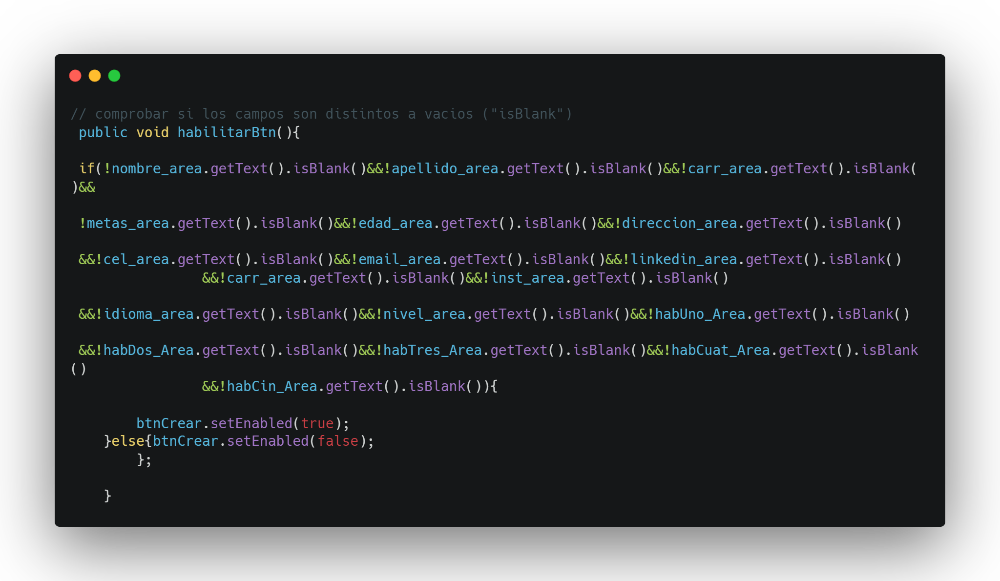 // comprobar si los campos son distintos a vacios ("isBlank")
public void habilitarBtn(){
if(!nombre_area.getText().isBlank()&&!apellido_area.getText().isBlank()&&!carr_area.getText().isBlank(
)&&
!metas_area.getText().isBlank()&&!edad_area.getText().isBlank()&&!direccion_area.getText().isBlank()
&&!cel_area.getText().isBlank()&&!email_area.getText().isBlank()&&!linkedin_area.getText().isBlank()
&&!carr_area.getText().isBlank()&&!inst_area.getText().isBlank()
&&!idioma_area.getText().isBlank()&&!nivel_area.getText().isBlank()&&!habUno_Area.getText().isBlank()
&&!habDos_Area.getText().isBlank()&&!habTres_Area.getText().isBlank()&&!habCuat_Area.getText().isBlank
()
&&!habCin_Area.getText().isBlank()){
btnCrear.setEnabled(true);
}else{btnCrear.setEnabled(false);
};
}